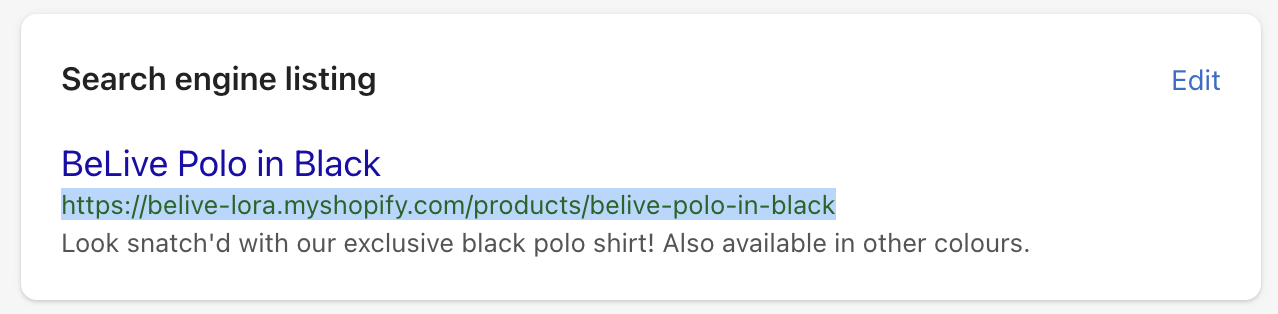 Search engine listing
Edit
BeLive Polo in Black
https://belive-lora.myshopify.com/products/belive-polo-in-black
Look snatch'd with our exclusive black polo shirt! Also available in other colours.